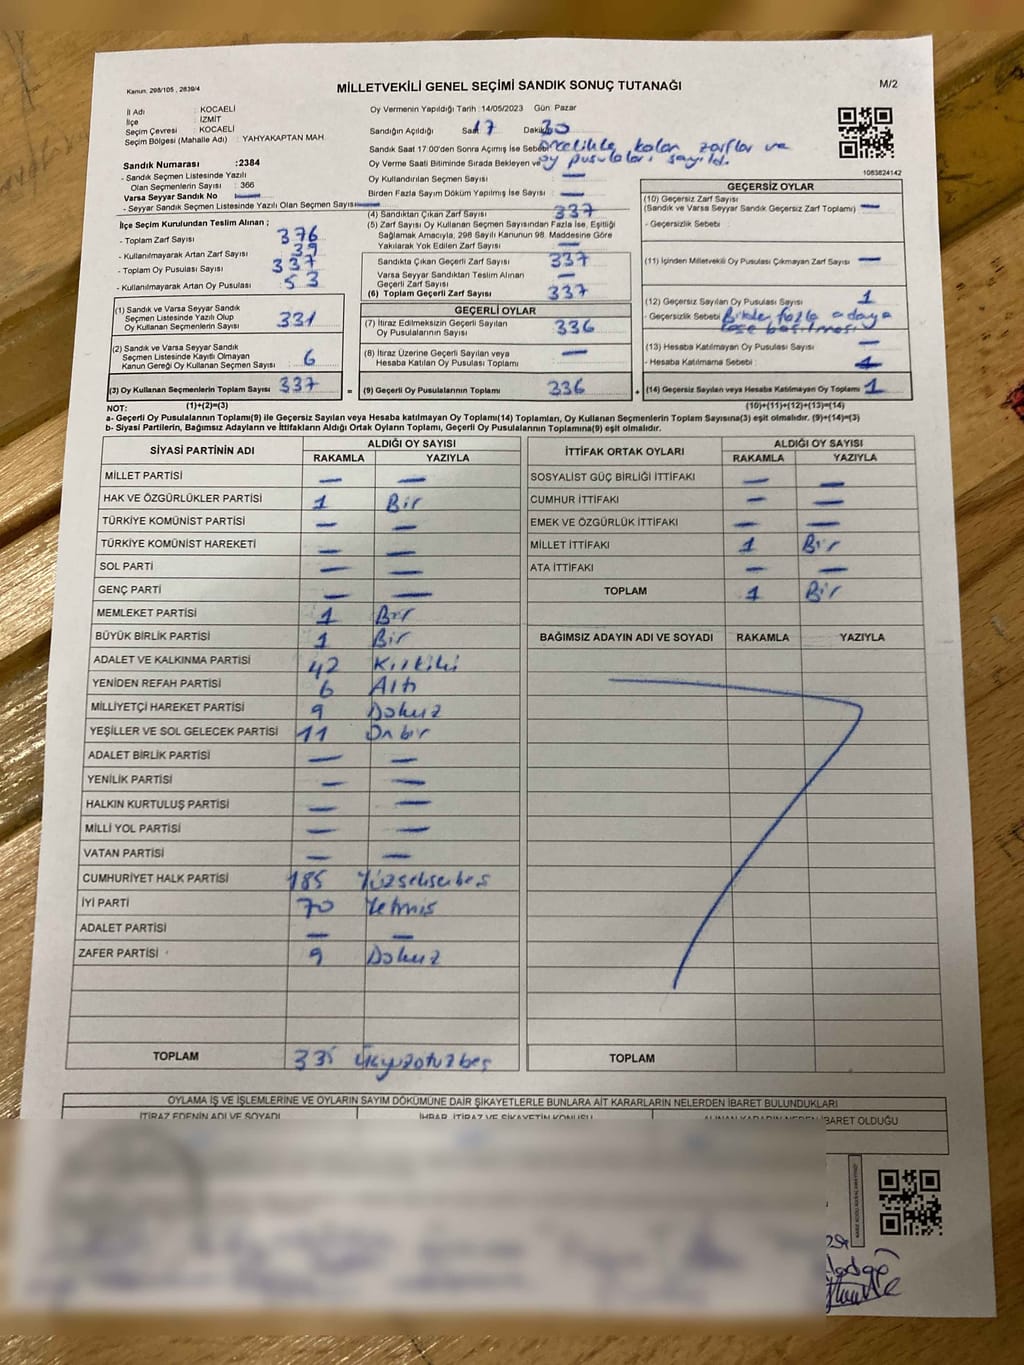 Kanun: 298/105 , 2839/4
MİLLETVEKİLİ GENEL SEÇİMİ SANDIK SONUÇ TUTANAĞI
M/2
İl Adı : KOCAELİ
İlçe : İZMİT
Seçim Çevresi : KOCAELİ
Seçim Bölgesi (Mahalle Adı) : YAHYAKAPTAN MAH.
Oy Vermenin Yapıldığı Tarih : 14/05/2023 Gün: Pazar
Sandığın Açıldığı Saat 17 Dakika 30
Sandık Saat 17:00'den Sonra Açılmış İse Sebebi Öncelikle kalan zarflar ve
oy pusulaları sayıldı.
Oy Verme Saati Bitiminde Sırada Bekleyen ve
Oy Kullandırılan Seçmen Sayısı : —
Birden Fazla Sayım Döküm Yapılmış İse Sayısı : —
1083824142
Sandık Numarası : 2384
- Sandık Seçmen Listesinde Yazılı
Olan Seçmenlerin Sayısı : 366
Varsa Seyyar Sandık No —
- Seyyar Sandık Seçmen Listesinde Yazılı Olan Seçmen Sayısı —
İlçe Seçim Kurulundan Teslim Alınan ;
- Toplam Zarf Sayısı 376
- Kullanılmayarak Artan Zarf Sayısı 39
- Toplam Oy Pusulası Sayısı 337
- Kullanılmayarak Artan Oy Pusulası 53
(1) Sandık ve Varsa Seyyar Sandık
Seçmen Listesinde Yazılı Olup
Oy Kullanan Seçmenlerin Sayısı 331
(2) Sandık ve Varsa Seyyar Sandık
Seçmen Listesinde Kayıtlı Olmayan
Kanun Gereği Oy Kullanan Seçmen Sayısı 6
(3) Oy Kullanan Seçmenlerin Toplam Sayısı 337
(4) Sandıktan Çıkan Zarf Sayısı 337
(5) Zarf Sayısı Oy Kullanan Seçmen Sayısından Fazla İse, Eşitliği
Sağlamak Amacıyla, 298 Sayılı Kanunun 98. Maddesine Göre
Yakılarak Yok Edilen Zarf Sayısı —
Sandıkta Çıkan Geçerli Zarf Sayısı 337
Varsa Seyyar Sandıktan Teslim Alınan
Geçerli Zarf Sayısı —
(6) Toplam Geçerli Zarf Sayısı 337
GEÇERLİ OYLAR
(7) İtiraz Edilmeksizin Geçerli Sayılan
Oy Pusulalarının Sayısı 336
(8) İtiraz Üzerine Geçerli Sayılan veya
Hesaba Katılan Oy Pusulası Toplamı —
= (9) Geçerli Oy Pusulalarının Toplamı 336
GEÇERSİZ OYLAR
(10) Geçersiz Zarf Sayısı
(Sandık ve Varsa Seyyar Sandık Geçersiz Zarf Toplamı) —
- Geçersizlik Sebebi
(11) İçinden Milletvekili Oy Pusulası Çıkmayan Zarf Sayısı —
(12) Geçersiz Sayılan Oy Pusulası Sayısı 1
- Geçersizlik Sebebi fazla adaya
(13) Hesaba Katılmayan Oy Pusulası Sayısı —
- Hesaba Katılmama Sebebi
+ (14) Geçersiz Sayılan veya Hesaba Katılmayan Oy Toplamı 1
NOT: (1)+(2)=(3) (10)+(11)+(12)+(13)=(14)
a- Geçerli Oy Pusulalarının Toplamı(9) ile Geçersiz Sayılan veya Hesaba katılmayan Oy Toplamı(14) Toplamları, Oy Kullanan Seçmenlerin Toplam Sayısına(3) eşit olmalıdır. (9)+(14)=(3)
b- Siyasi Partilerin, Bağımsız Adayların ve İttifakların Aldığı Ortak Oyların Toplamı, Geçerli Oy Pusulalarının Toplamına(9) eşit olmalıdır.
SİYASİ PARTİNİN ADI ALDIĞI OY SAYISI
RAKAMLA YAZIYLA
MİLLET PARTİSİ — —
HAK VE ÖZGÜRLÜKLER PARTİSİ 1 Bir
TÜRKİYE KOMÜNİST PARTİSİ — —
TÜRKİYE KOMÜNİST HAREKETİ — —
SOL PARTİ — —
GENÇ PARTİ — —
MEMLEKET PARTİSİ 1 Bir
BÜYÜK BİRLİK PARTİSİ 1 Bir
ADALET VE KALKINMA PARTİSİ 42 Kırkiki
YENİDEN REFAH PARTİSİ 6 Altı
MİLLİYETÇİ HAREKET PARTİSİ 9 Dokuz
YEŞİLLER VE SOL GELECEK PARTİSİ 11 Onbir
ADALET BİRLİK PARTİSİ — —
YENİLİK PARTİSİ — —
HALKIN KURTULUŞ PARTİSİ — —
MİLLİ YOL PARTİSİ — —
VATAN PARTİSİ — —
CUMHURİYET HALK PARTİSİ 185 Yüzseksenbeş
İYİ PARTİ 70 Yetmiş
ADALET PARTİSİ — —
ZAFER PARTİSİ 9 Dokuz
TOPLAM 335 Üçyüzotuzbeş
İTTİFAK ORTAK OYLARI ALDIĞI OY SAYISI
RAKAMLA YAZIYLA
SOSYALİST GÜÇ BİRLİĞİ İTTİFAKI — —
CUMHUR İTTİFAKI — —
EMEK VE ÖZGÜRLÜK İTTİFAKI — —
MİLLET İTTİFAKI 1 Bir
ATA İTTİFAKI — —
TOPLAM 1 Bir
BAĞIMSIZ ADAYIN ADI VE SOYADI RAKAMLA YAZIYLA
TOPLAM
OYLAMA İŞ VE İŞLEMLERİNE VE OYLARIN SAYIM DÖKÜMÜNE DAİR ŞİKAYETLERLE BUNLARA AİT KARARLARIN NELERDEN İBARET BULUNDUKLARI
İTİRAZ EDENİN ADI VE SOYADI İHBAR, İTİRAZ VE ŞİKAYETİN KONUSU ALINAN KARARIN NEDEN İBARET OLDUĞU